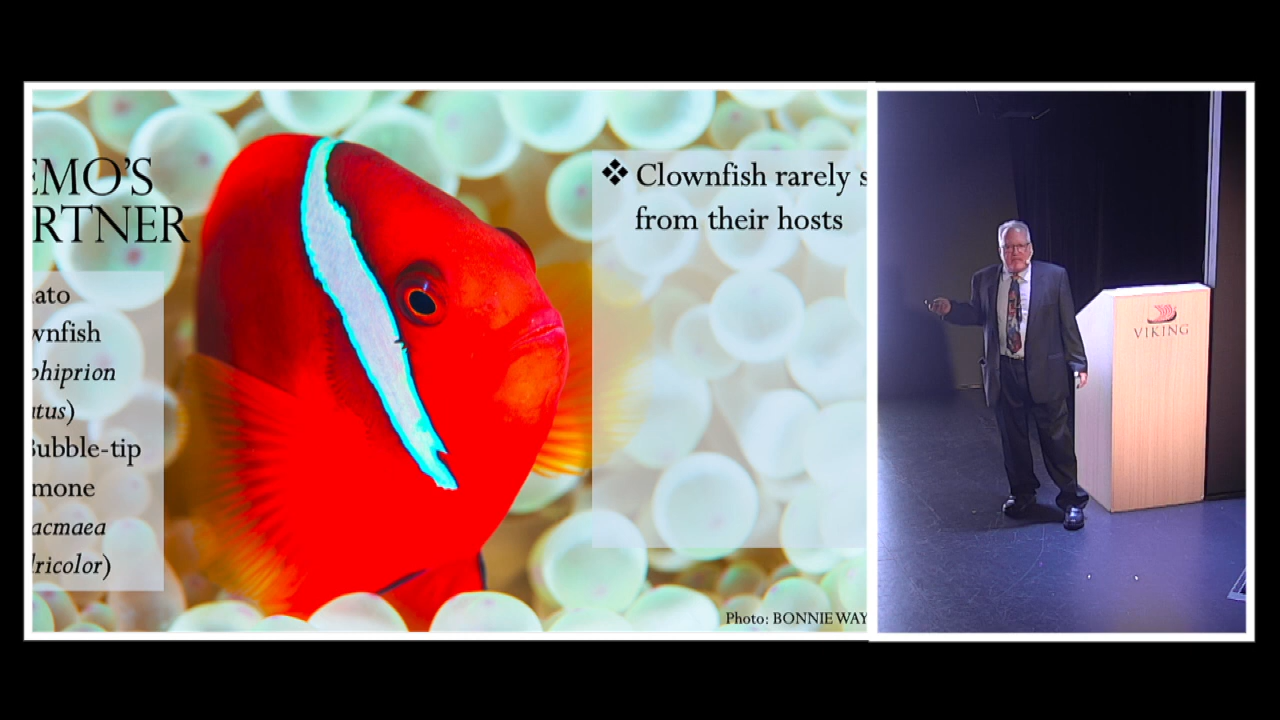 EMO'S
RTNER
ato
wnfish
phiprion
atus)
Bubble-tip
mone
acmaea
dricolor)
❖ Clownfish rarely s
from their hosts
Photo: BONNIE WAY
VIKING